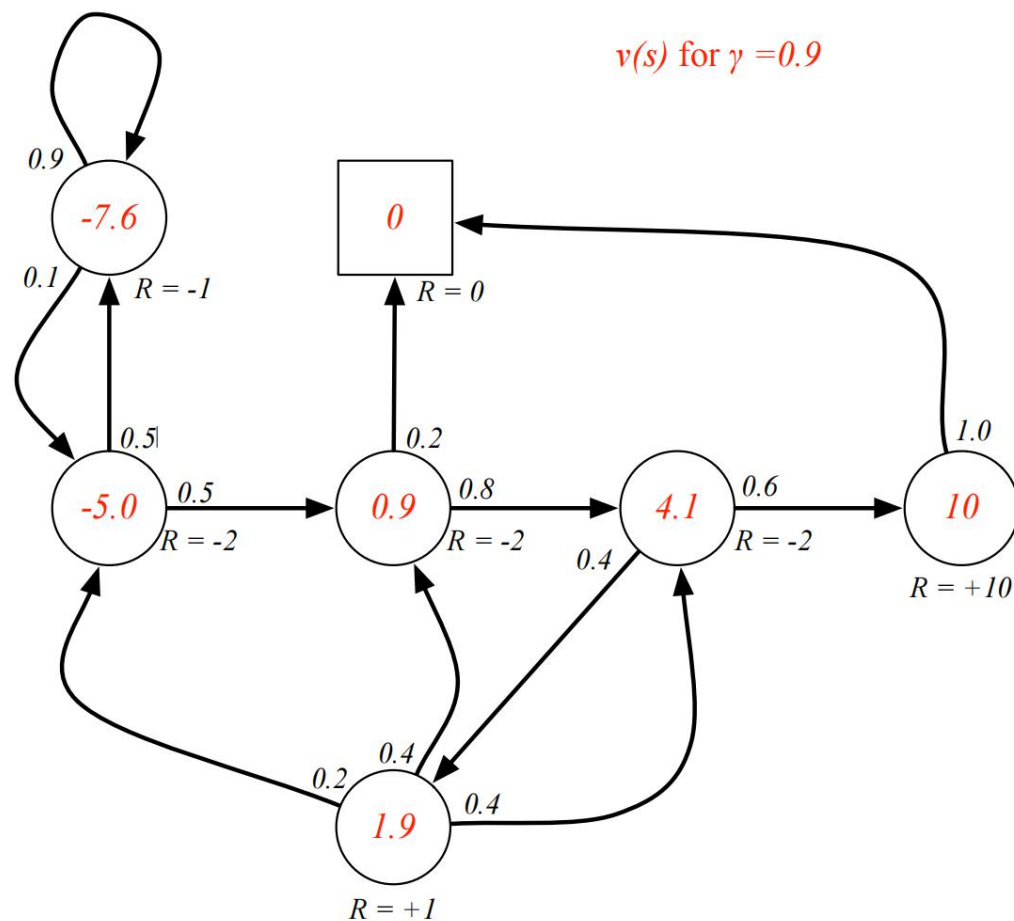 v(s) for γ =0.9
0.9
-7.6
0
0.1
R = -1
R = 0
0.5
0.2
1.0
-5.0
0.5
0.9
0.8
4.1
0.6
10
R = -2
R = -2
R = -2
0.4
R = +10
0.4
0.2
0.4
1.9
R = +1